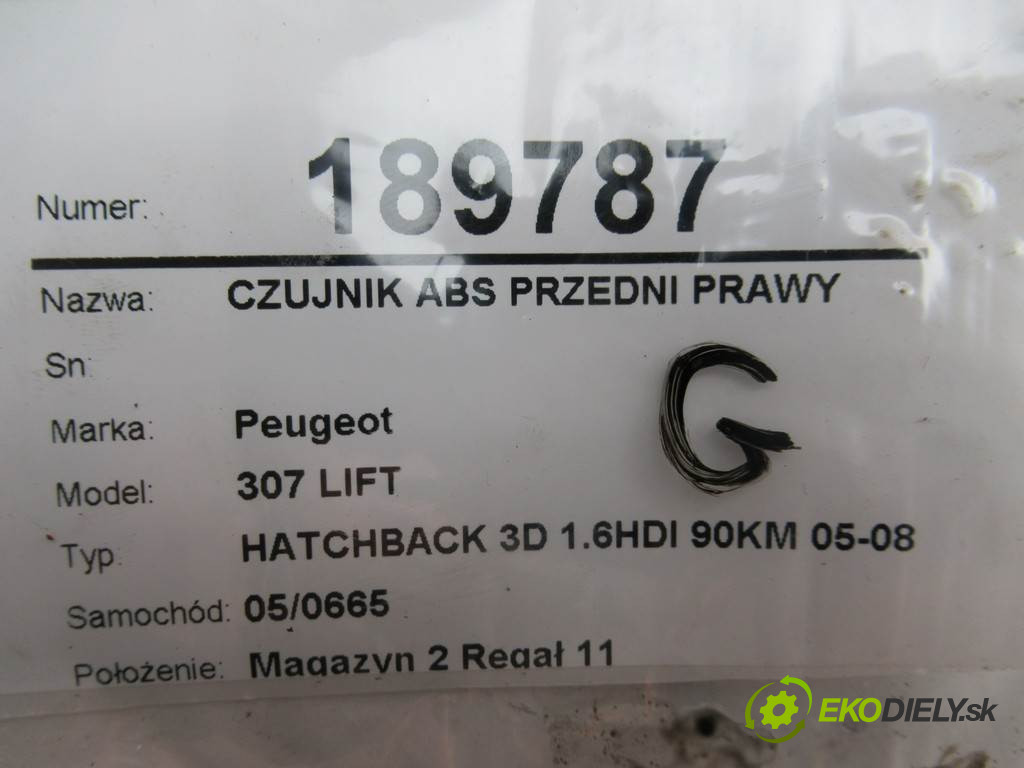 Numer: 189787
Nazwa: CZUJNIK ABS PRZEDNI PRAWY
Sn:
Marka: Peugeot
G
Model: 307 LIFT
Typ: HATCHBACK 3D 1.6HDI 90KM 05-08
Samochód: 05/0665
Położenie: Magazyn 2 Regał 11
EKODIELY.sk